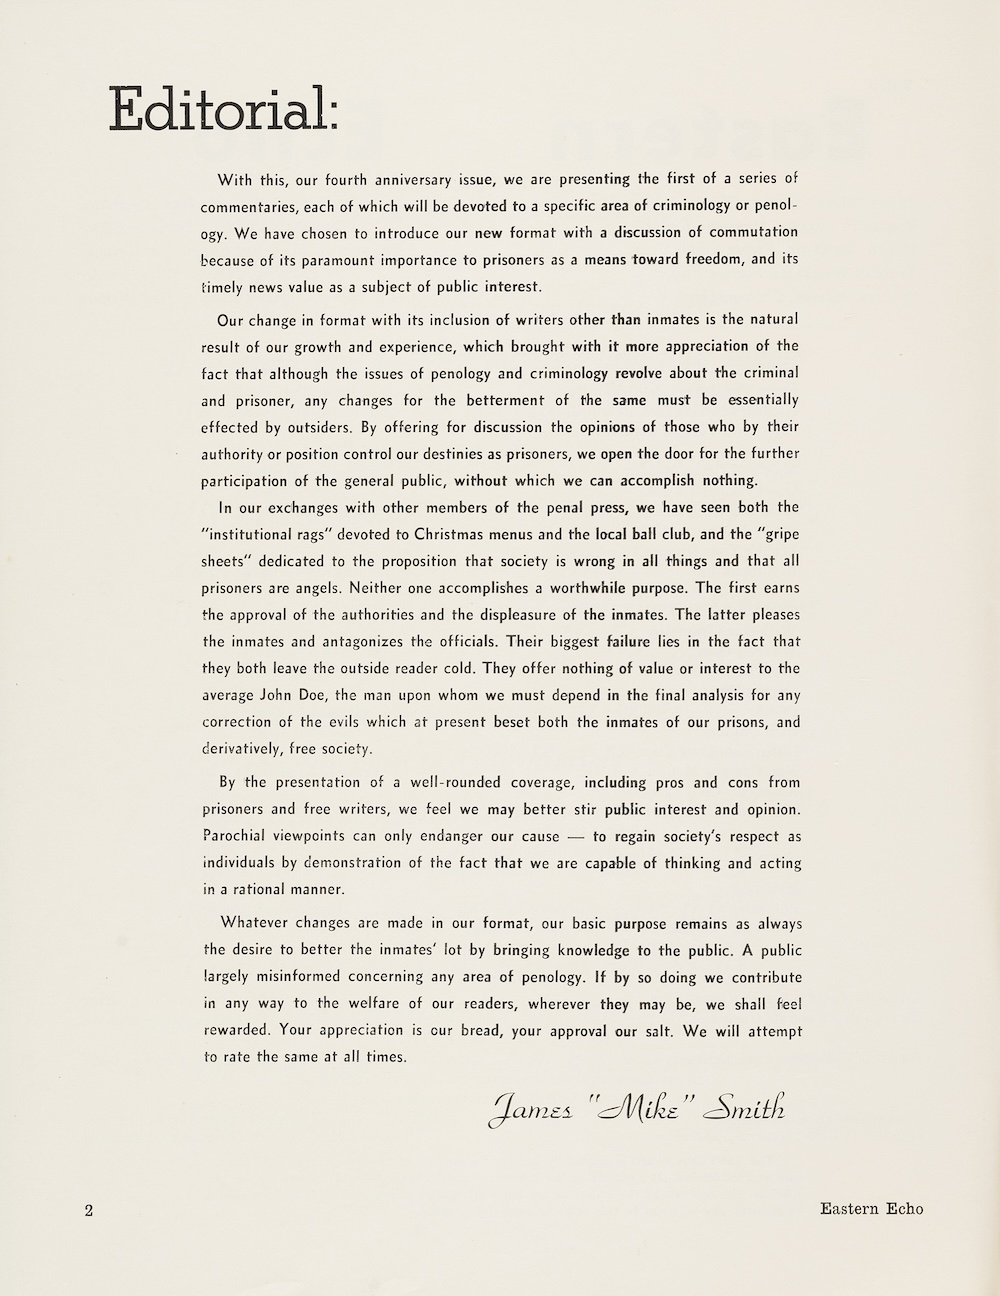 Editorial:
With this, our fourth anniversary issue, we are presenting the first of a series of
commentaries, each of which will be devoted to a specific area of criminology or penol-
ogy. We have chosen to introduce our new format with a discussion of commutation
because of its paramount importance to prisoners as a means toward freedom, and its
timely news value as a subject of public interest.
Our change in format with its inclusion of writers other than inmates is the natural
result of our growth and experience, which brought with it more appreciation of the
fact that although the issues of penology and criminology revolve about the criminal
and prisoner, any changes for the betterment of the same must be essentially
effected by outsiders. By offering for discussion the opinions of those who by their
authority or position control our destinies as prisoners, we open the door for the further
participation of the general public, without which we can accomplish nothing.
In our exchanges with other members of the penal press, we have seen both the
"institutional rags" devoted to Christmas menus and the local ball club, and the "gripe
sheets" dedicated to the proposition that society is wrong in all things and that all
prisoners are angels. Neither one accomplishes a worthwhile purpose. The first earns
the approval of the authorities and the displeasure of the inmates. The latter pleases
the inmates and antagonizes the officials. Their biggest failure lies in the fact that
they both leave the outside reader cold. They offer nothing of value or interest to the
average John Doe, the man upon whom we must depend in the final analysis for any
correction of the evils which at present beset both the inmates of our prisons, and
derivatively, free society.
By the presentation of a well-rounded coverage, including pros and cons from
prisoners and free writers, we feel we may better stir public interest and opinion.
Parochial viewpoints can only endanger our cause — to regain society's respect as
individuals by demonstration of the fact that we are capable of thinking and acting
in a rational manner.
Whatever changes are made in our format, our basic purpose remains as always
the desire to better the inmates' lot by bringing knowledge to the public. A public
largely misinformed concerning any area of penology. If by so doing we contribute
in any way to the welfare of our readers, wherever they may be, we shall feel
rewarded. Your appreciation is our bread, your approval our salt. We will attempt
to rate the same at all times.
James "Mike" Smith
2
Eastern Echo